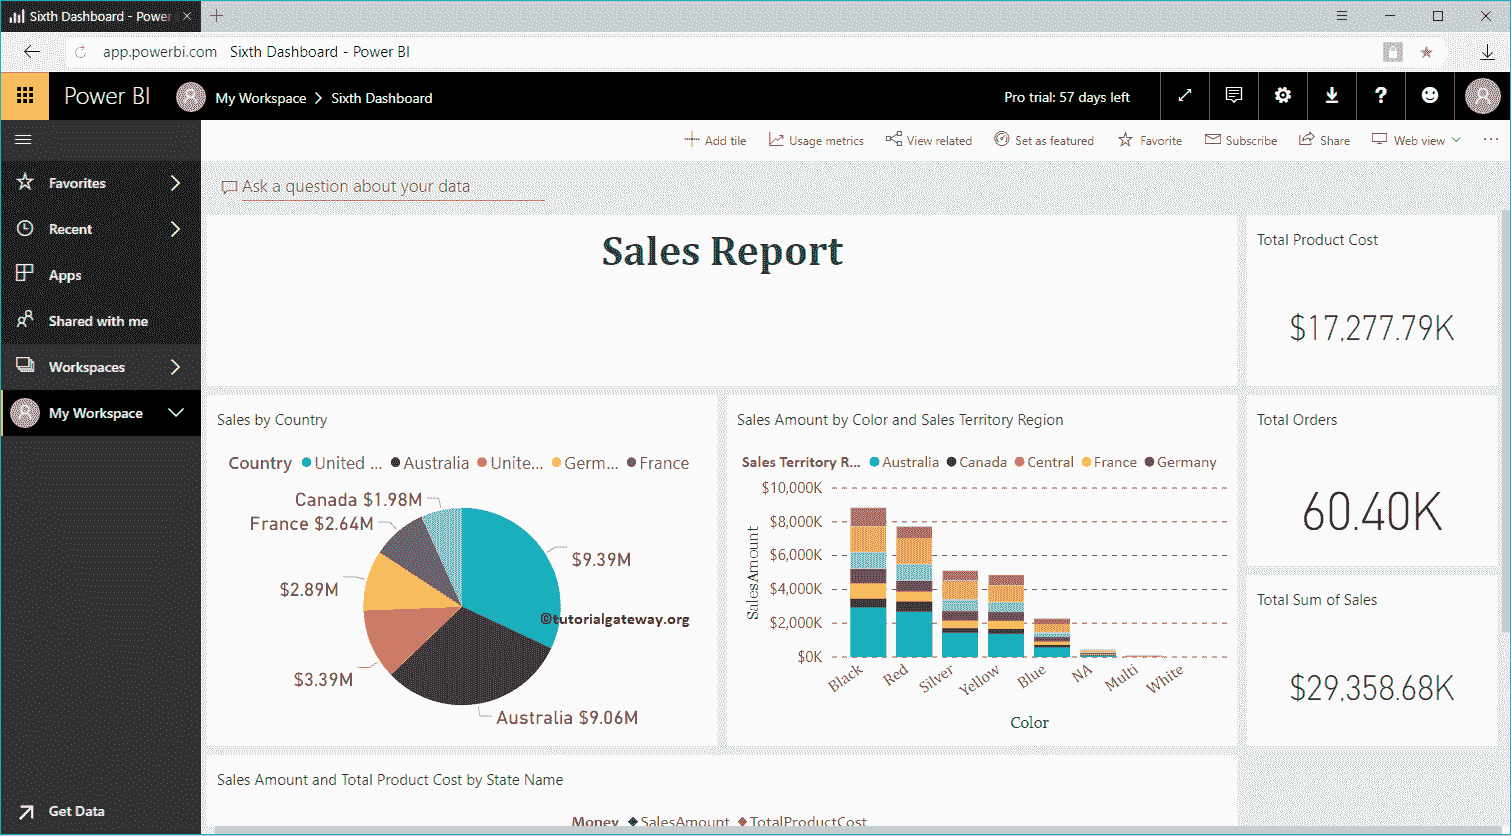 Sixth Dashboard - Power
app.powerbi.com Sixth Dashboard - Power BI
Power BI My Workspace > Sixth Dashboard Pro trial: 57 days left ?
Add tile Usage metrics View related Set as featured Favorite Subscribe Share Web view ...
Favorites
Recent
Apps
Shared with me
Workspaces
My Workspace
Get Data
Ask a question about your data
Sales Report
Total Product Cost
$17,277.79K
Sales by Country
Country United ... Australia Unite... Germ... France
Canada $1.98M
France $2.64M
$9.39M
$2.89M
©tutorialgateway.org
$3.39M
Australia $9.06M
Sales Amount by Color and Sales Territory Region
Sales Territory R... Australia Canada Central France Germany
$10,000K
$8,000K
$6,000K
$4,000K
$2,000K
$0K
SalesAmount
Black Red Silver Yellow Blue NA Multi White
Color
Total Orders
60.40K
Total Sum of Sales
$29,358.68K
Sales Amount and Total Product Cost by State Name
Money SalesAmount TotalProductCost